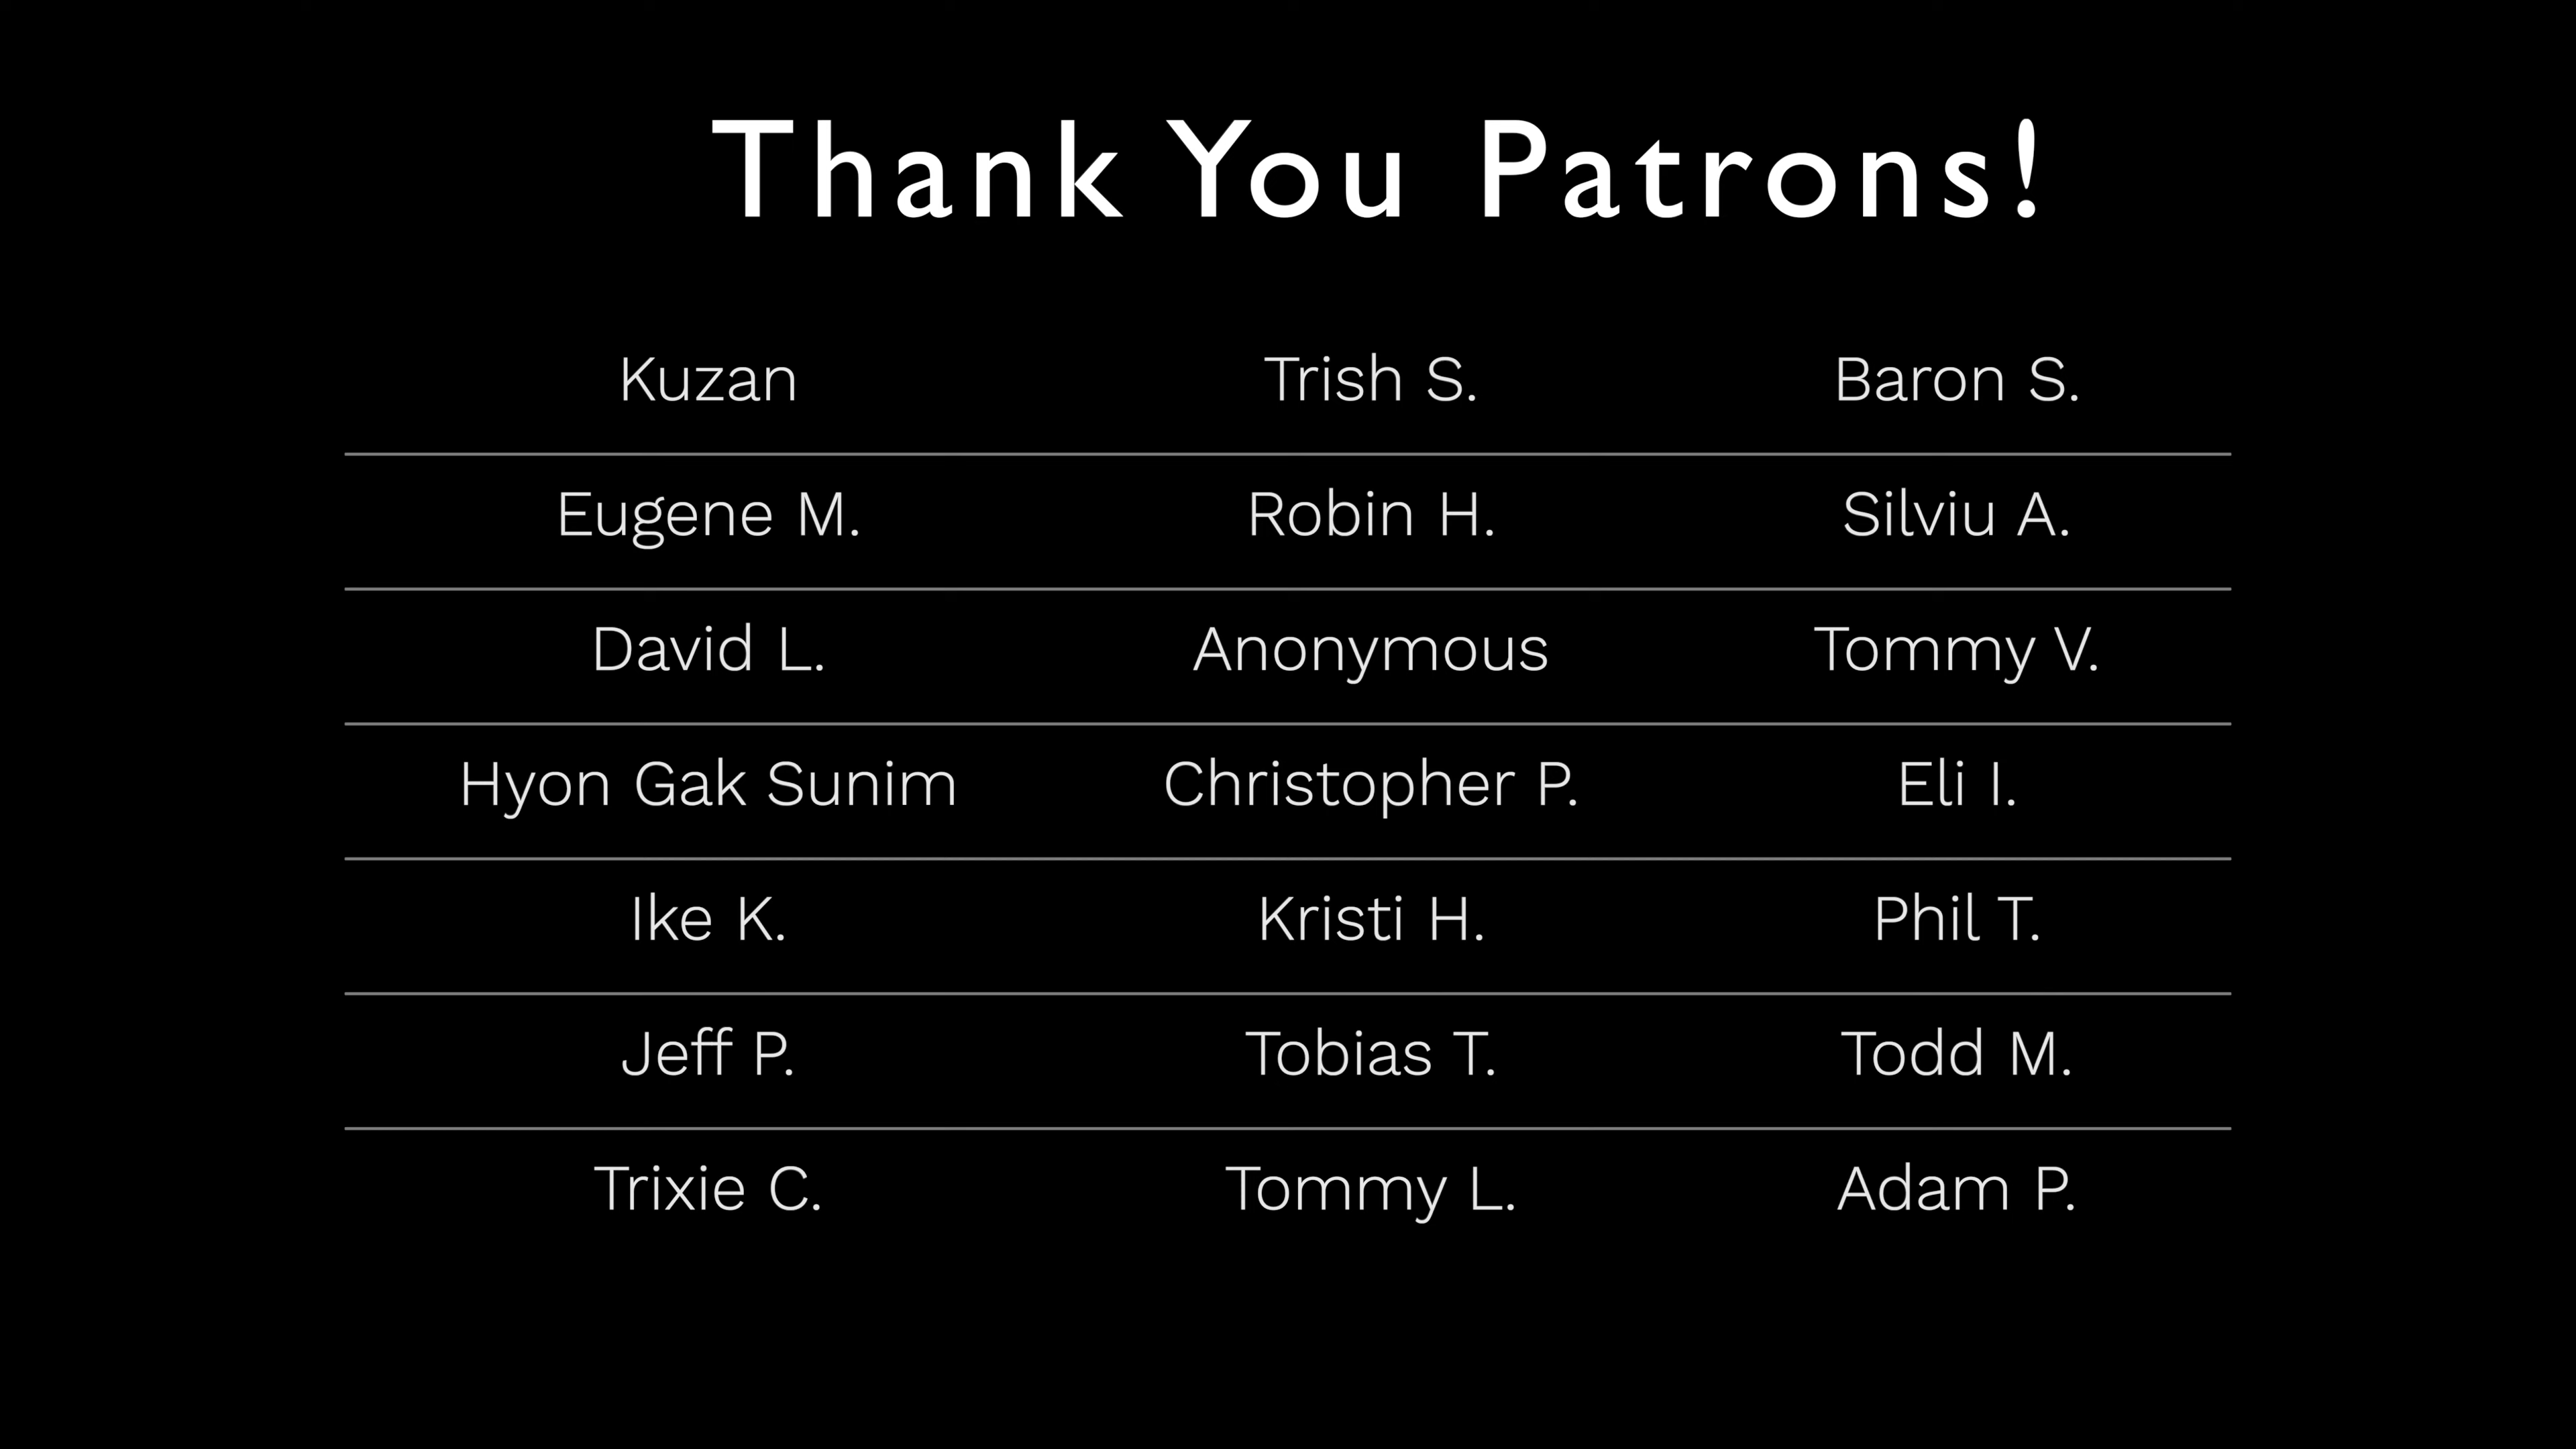 Thank You Patrons!
Kuzan Trish S. Baron S.
Eugene M. Robin H. Silviu A.
David L. Anonymous Tommy V.
Hyon Gak Sunim Christopher P. Eli I.
Ike K. Kristi H. Phil T.
Jeff P. Tobias T. Todd M.
Trixie C. Tommy L. Adam P.